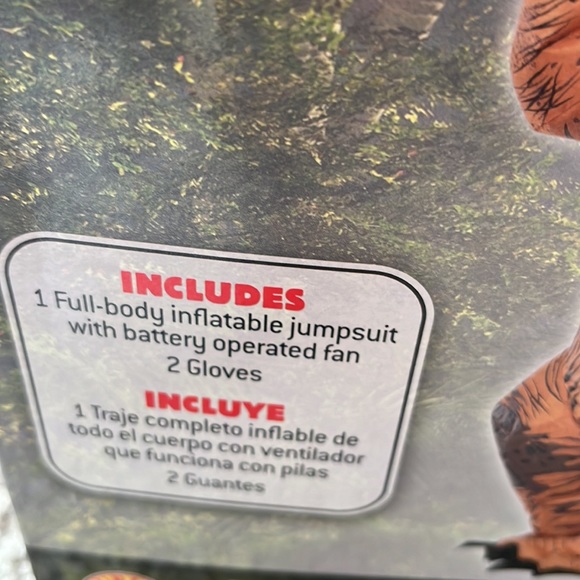 INCLUDES
1 Full-body inflatable jumpsuit
with battery operated fan
2 Gloves
INCLUYE
1 Traje completo inflable de
todo el cuerpo con ventilador
que funciona con pilas
2 Guantes